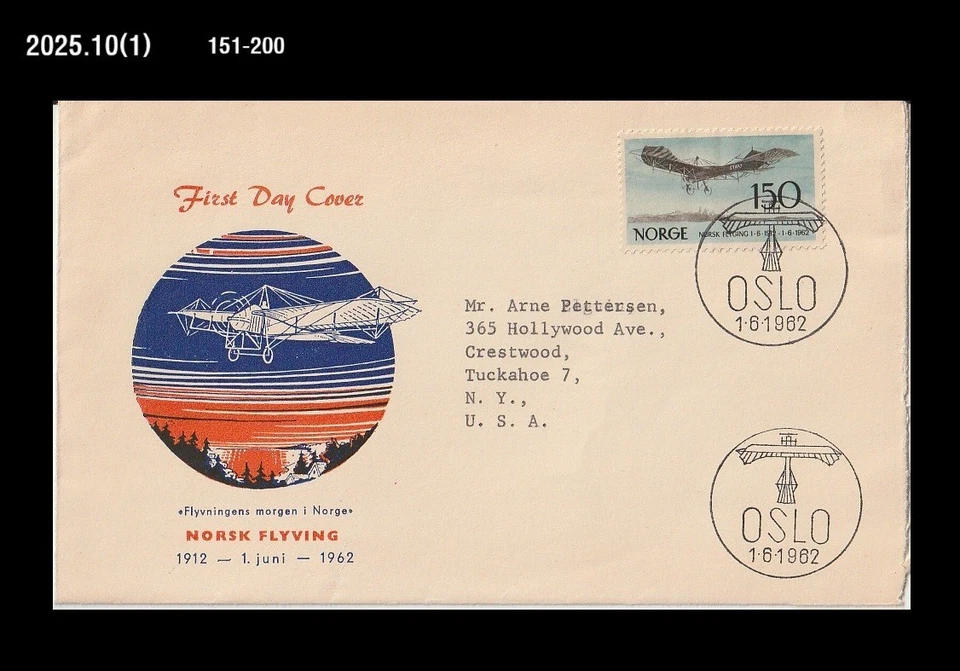 2025.10(1) 151-200
First Day Cover
150
NORGE NORSK FLYGING 1·6·1912 - 1·6·1962
OSLO
1·6·1962
Mr. Arne Pettersen,
365 Hollywood Ave.,
Crestwood,
Tuckahoe 7,
N. Y.,
U. S. A.
OSLO
1·6·1962
«Flyvningens morgen i Norge»
NORSK FLYVING
1912 — 1. juni — 1962